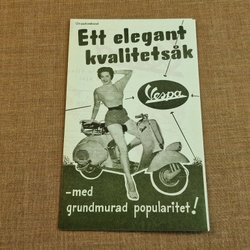 Ett elegant
kvalitetsåk
Vespa
–med
grundmurad popularitet!